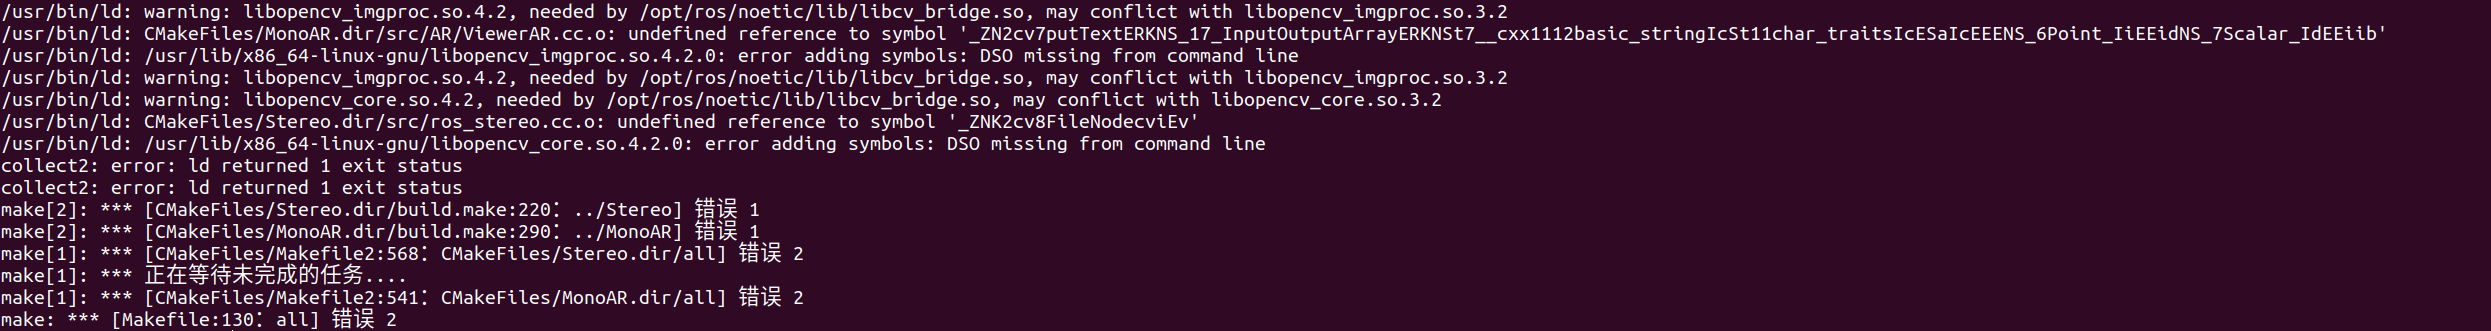 /usr/bin/ld: warning: libopencv_imgproc.so.4.2, needed by /opt/ros/noetic/lib/libcv_bridge.so, may conflict with libopencv_imgproc.so.3.2
/usr/bin/ld: CMakeFiles/MonoAR.dir/src/AR/ViewerAR.cc.o: undefined reference to symbol '_ZN2cv7putTextERKNS_17_InputOutputArrayERKNSt7__cxx1112basic_stringIcSt11char_traitsIcESaIcEEENS_6Point_IiEEidNS_7Scalar_IdEEiib'
/usr/bin/ld: /usr/lib/x86_64-linux-gnu/libopencv_imgproc.so.4.2.0: error adding symbols: DSO missing from command line
/usr/bin/ld: warning: libopencv_imgproc.so.4.2, needed by /opt/ros/noetic/lib/libcv_bridge.so, may conflict with libopencv_imgproc.so.3.2
/usr/bin/ld: warning: libopencv_core.so.4.2, needed by /opt/ros/noetic/lib/libcv_bridge.so, may conflict with libopencv_core.so.3.2
/usr/bin/ld: CMakeFiles/Stereo.dir/src/ros_stereo.cc.o: undefined reference to symbol '_ZNK2cv8FileNodecviEv'
/usr/bin/ld: /usr/lib/x86_64-linux-gnu/libopencv_core.so.4.2.0: error adding symbols: DSO missing from command line
collect2: error: ld returned 1 exit status
collect2: error: ld returned 1 exit status
make[2]: *** [CMakeFiles/Stereo.dir/build.make:220：../Stereo] 错误 1
make[2]: *** [CMakeFiles/MonoAR.dir/build.make:290：../MonoAR] 错误 1
make[1]: *** [CMakeFiles/Makefile2:568：CMakeFiles/Stereo.dir/all] 错误 2
make[1]: *** 正在等待未完成的任务....
make[1]: *** [CMakeFiles/Makefile2:541：CMakeFiles/MonoAR.dir/all] 错误 2
make: *** [Makefile:130：all] 错误 2